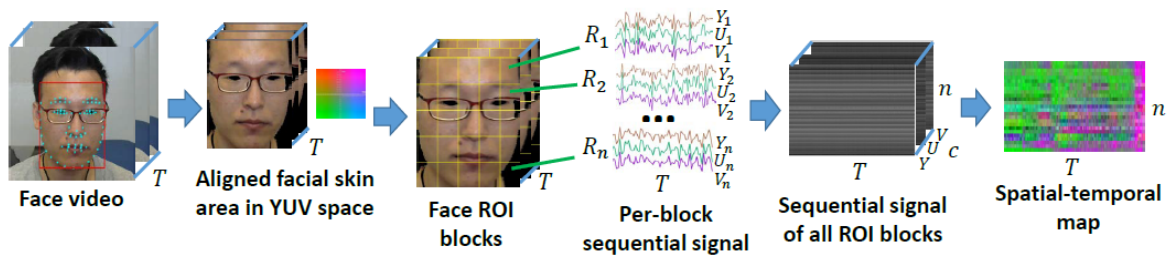 T
Face video
T
Aligned facial skin
area in YUV space
R1
R2
Rn
T
Face ROI
blocks
Y1
U1
V1
Y2
U2
V2
...
Yn
Un
Vn
T
Per-block
sequential signal
n
V
U
Y
c
T
Sequential signal
of all ROI blocks
n
T
Spatial-temporal
map